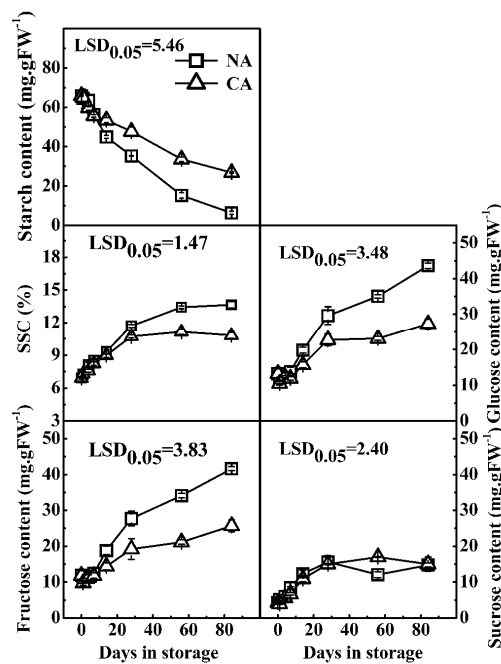 LSD0.05=5.46
NA
CA
Starch content (mg.gFW-1)
80
60
40
20
0
LSD0.05=1.47
SSC (%)
18
15
12
9
6
3
LSD0.05=3.48
Glucose content (mg.gFW-1)
50
40
30
20
10
0
LSD0.05=3.83
Fructose content (mg.gFW-1)
50
40
30
20
10
0
LSD0.05=2.40
Sucrose content (mg.gFW-1)
50
40
30
20
10
0
0 20 40 60 80
Days in storage
0 20 40 60 80
Days in storage